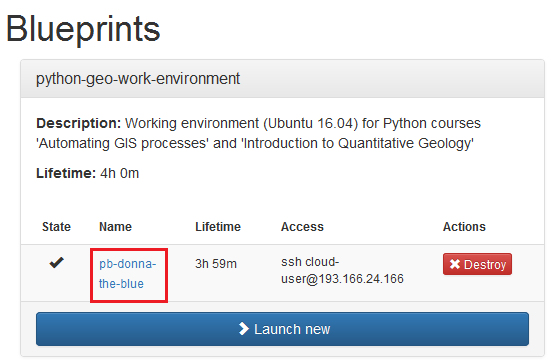 Blueprints
python-geo-work-environment
Description: Working environment (Ubuntu 16.04) for Python courses
'Automating GIS processes' and 'Introduction to Quantitative Geology'
Lifetime: 4h 0m
State Name Lifetime Access Actions
pb-donna- 3h 59m ssh cloud- Destroy
the-blue user@193.166.24.166
Launch new